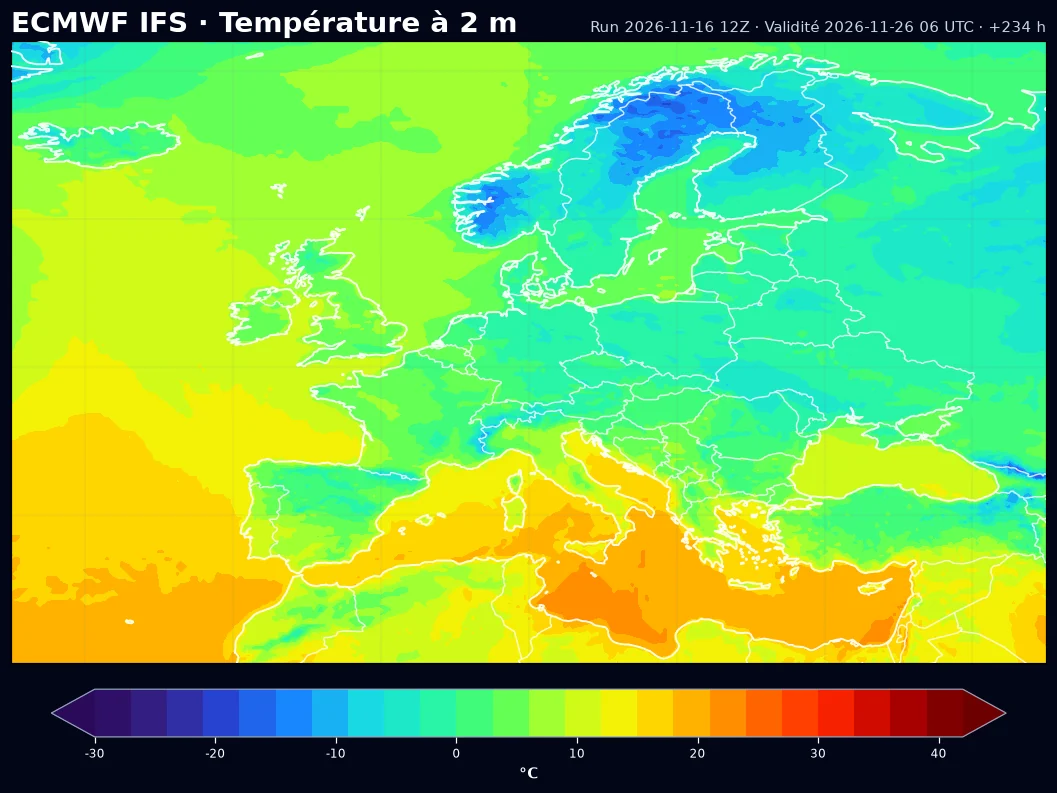 ECMWF IFS · Température à 2 m
Run 2026-11-16 12Z · Validité 2026-11-26 06 UTC · +234 h
-30 -20 -10 0 10 20 30 40
°C